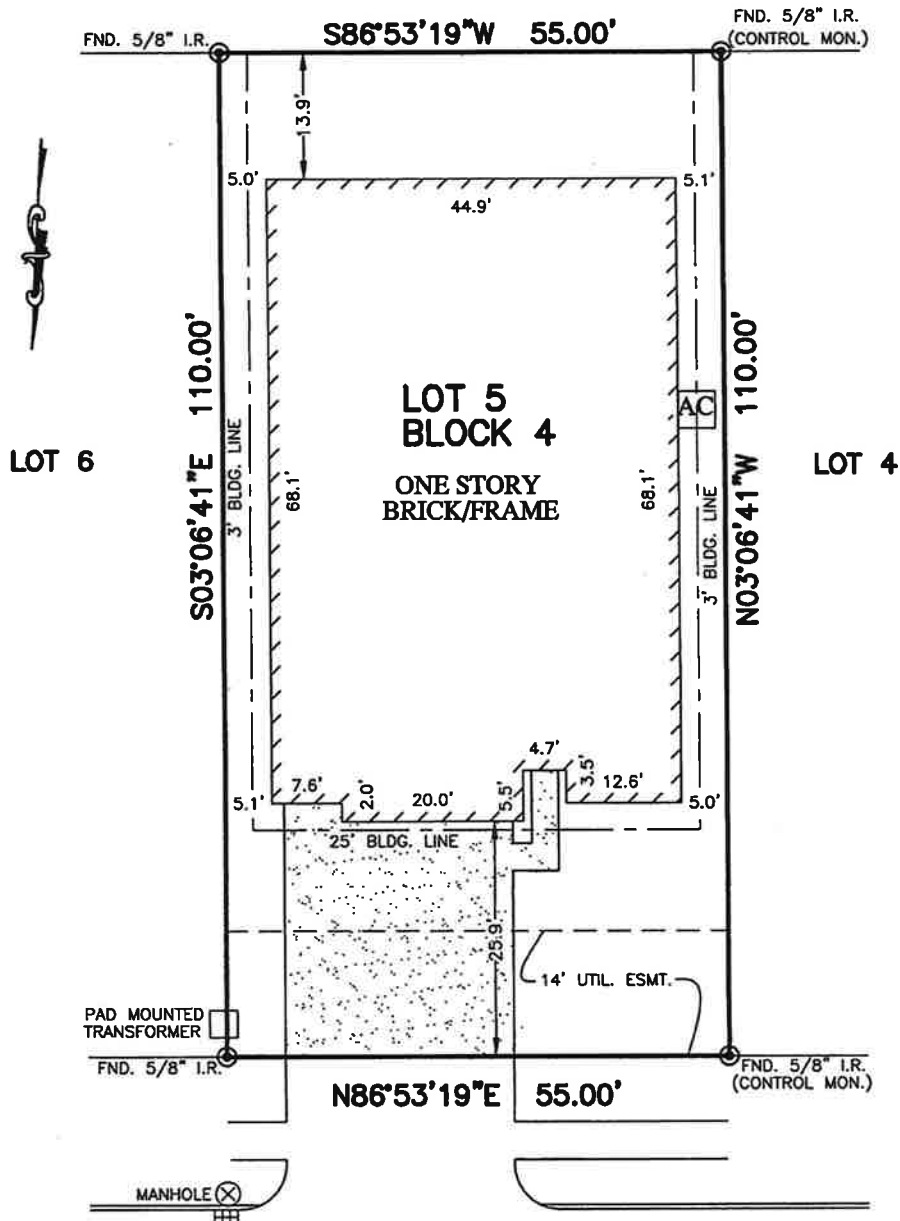 FND. 5/8" I.R.
S86°53'19"W 55.00'
FND. 5/8" I.R.
(CONTROL MON.)
13.9'
5.0'
44.9'
5.1'
S03°06'41"E 110.00'
3' BLDG. LINE
68.1'
LOT 5
BLOCK 4
ONE STORY
BRICK/FRAME
68.1'
AC
3' BLDG. LINE
N03°06'41"W 110.00'
LOT 6
LOT 4
5.1'
7.6'
2.0'
20.0'
5.5'
4.7'
3.5'
12.6'
5.0'
25' BLDG. LINE
25.9'
14' UTIL. ESMT.
PAD MOUNTED
TRANSFORMER
FND. 5/8" I.R.
N86°53'19"E 55.00'
FND. 5/8" I.R.
(CONTROL MON.)
MANHOLE